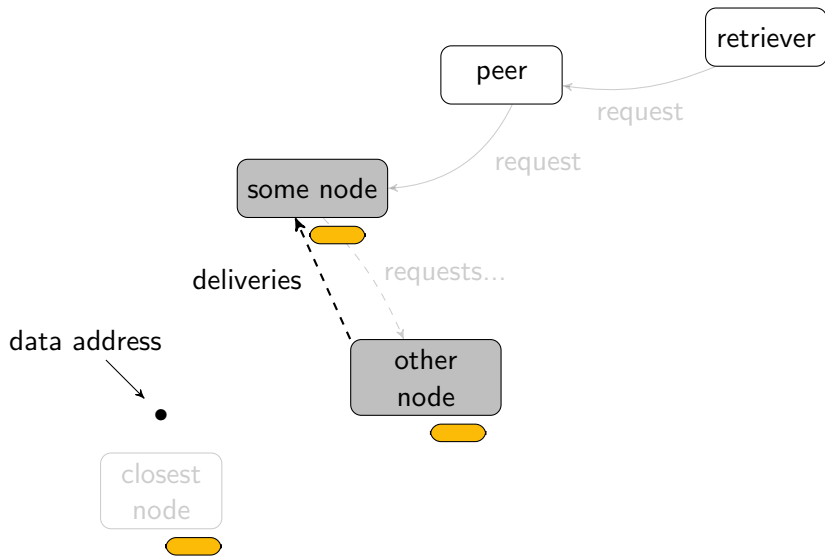 retriever
peer
request
request
some node
deliveries
requests...
data address
other
node
closest
node